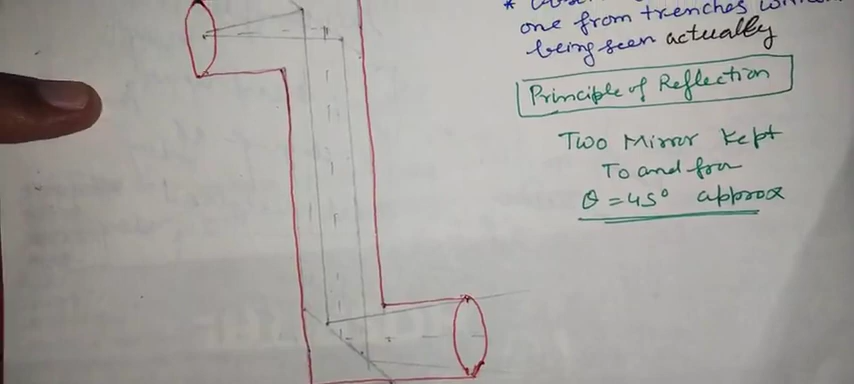 one from trenches
being seen actually
Principle of Reflection
Two Mirror Kept
To and fro
θ = 45° approx